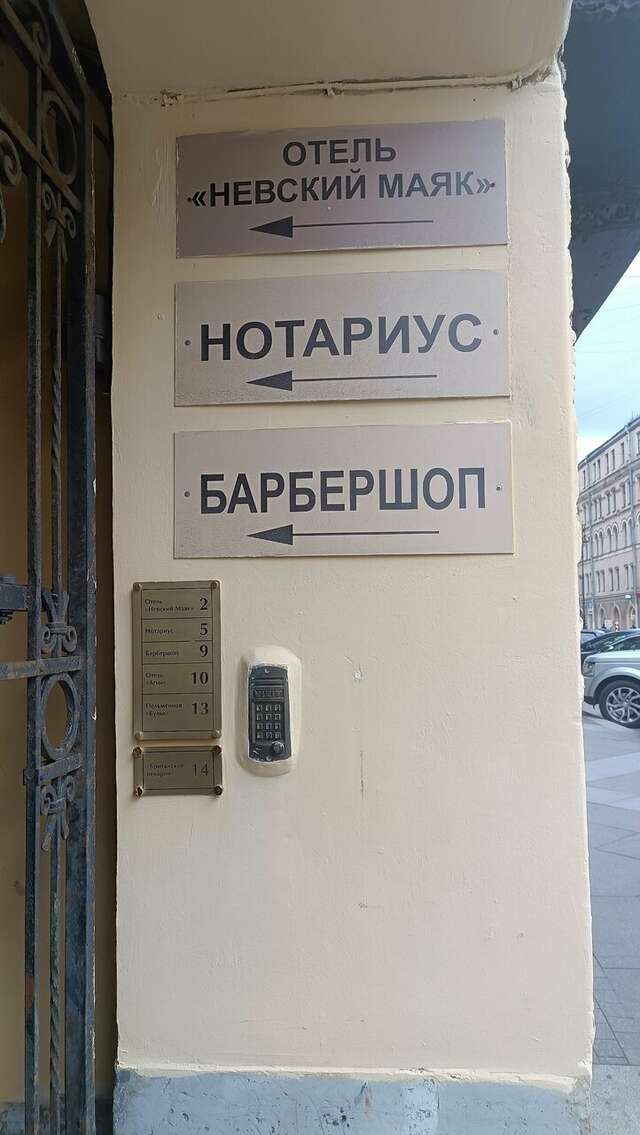 ОТЕЛЬ
«НЕВСКИЙ МАЯК»
НОТАРИУС
БАРБЕРШОП
Отель
«Невский Маяк» 2
Нотариус 5
Барбершоп 9
Отель 10
13
14